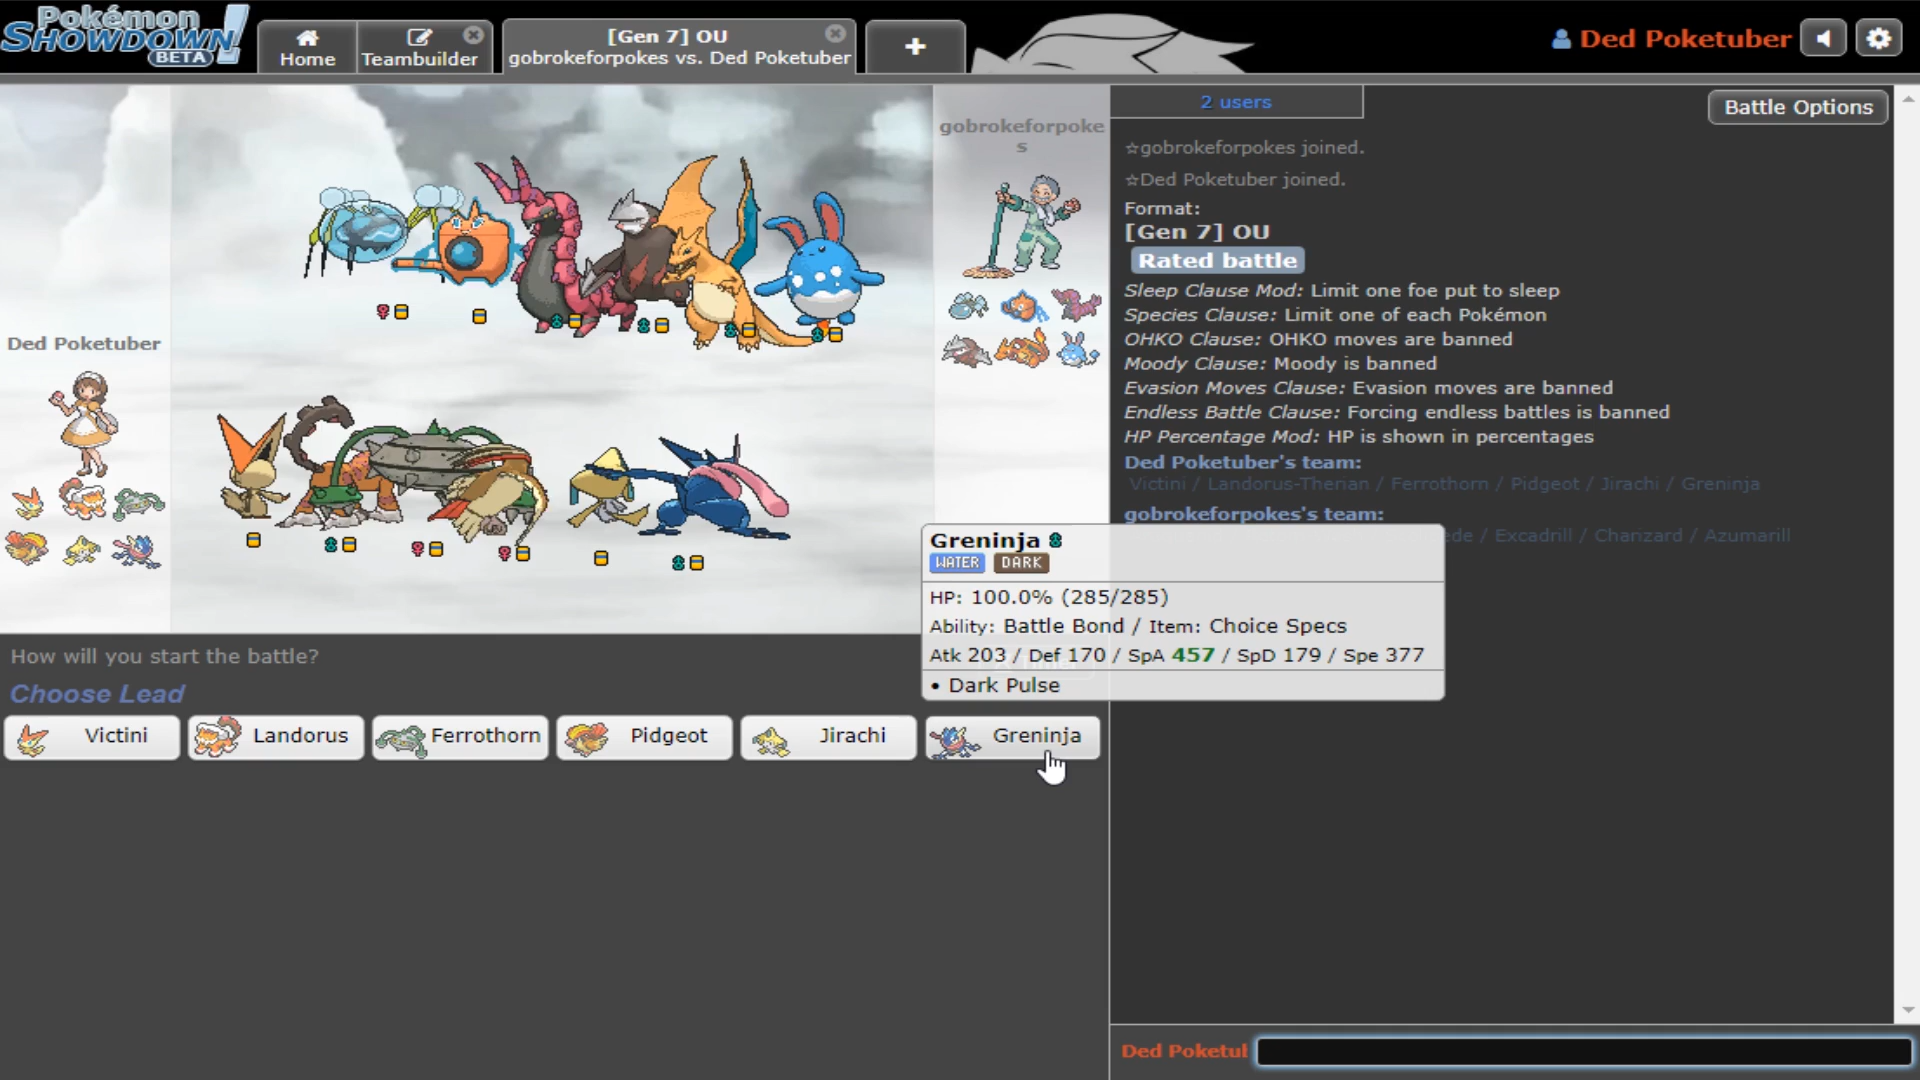 Pokémon
SHOWDOWN!
BETA
Home
Teambuilder
[Gen 7] OU
gobrokeforpokes vs. Ded Poketuber
+
Ded Poketuber
2 users
Battle Options
gobrokeforpoke
s
Ded Poketuber
☆gobrokeforpokes joined.
☆Ded Poketuber joined.
Format:
[Gen 7] OU
Rated battle
Sleep Clause Mod: Limit one foe put to sleep
Species Clause: Limit one of each Pokémon
OHKO Clause: OHKO moves are banned
Moody Clause: Moody is banned
Evasion Moves Clause: Evasion moves are banned
Endless Battle Clause: Forcing endless battles is banned
HP Percentage Mod: HP is shown in percentages
Ded Poketuber's team:
Victini / Landorus-Therian / Ferrothorn / Pidgeot / Jirachi / Greninja
gobrokeforpokes's team:
ede / Excadrill / Charizard / Azumarill
Greninja
WATER DARK
HP: 100.0% (285/285)
Ability: Battle Bond / Item: Choice Specs
Atk 203 / Def 170 / SpA 457 / SpD 179 / Spe 377
• Dark Pulse
How will you start the battle?
Choose Lead
Victini
Landorus
Ferrothorn
Pidgeot
Jirachi
Greninja
Ded Poketul